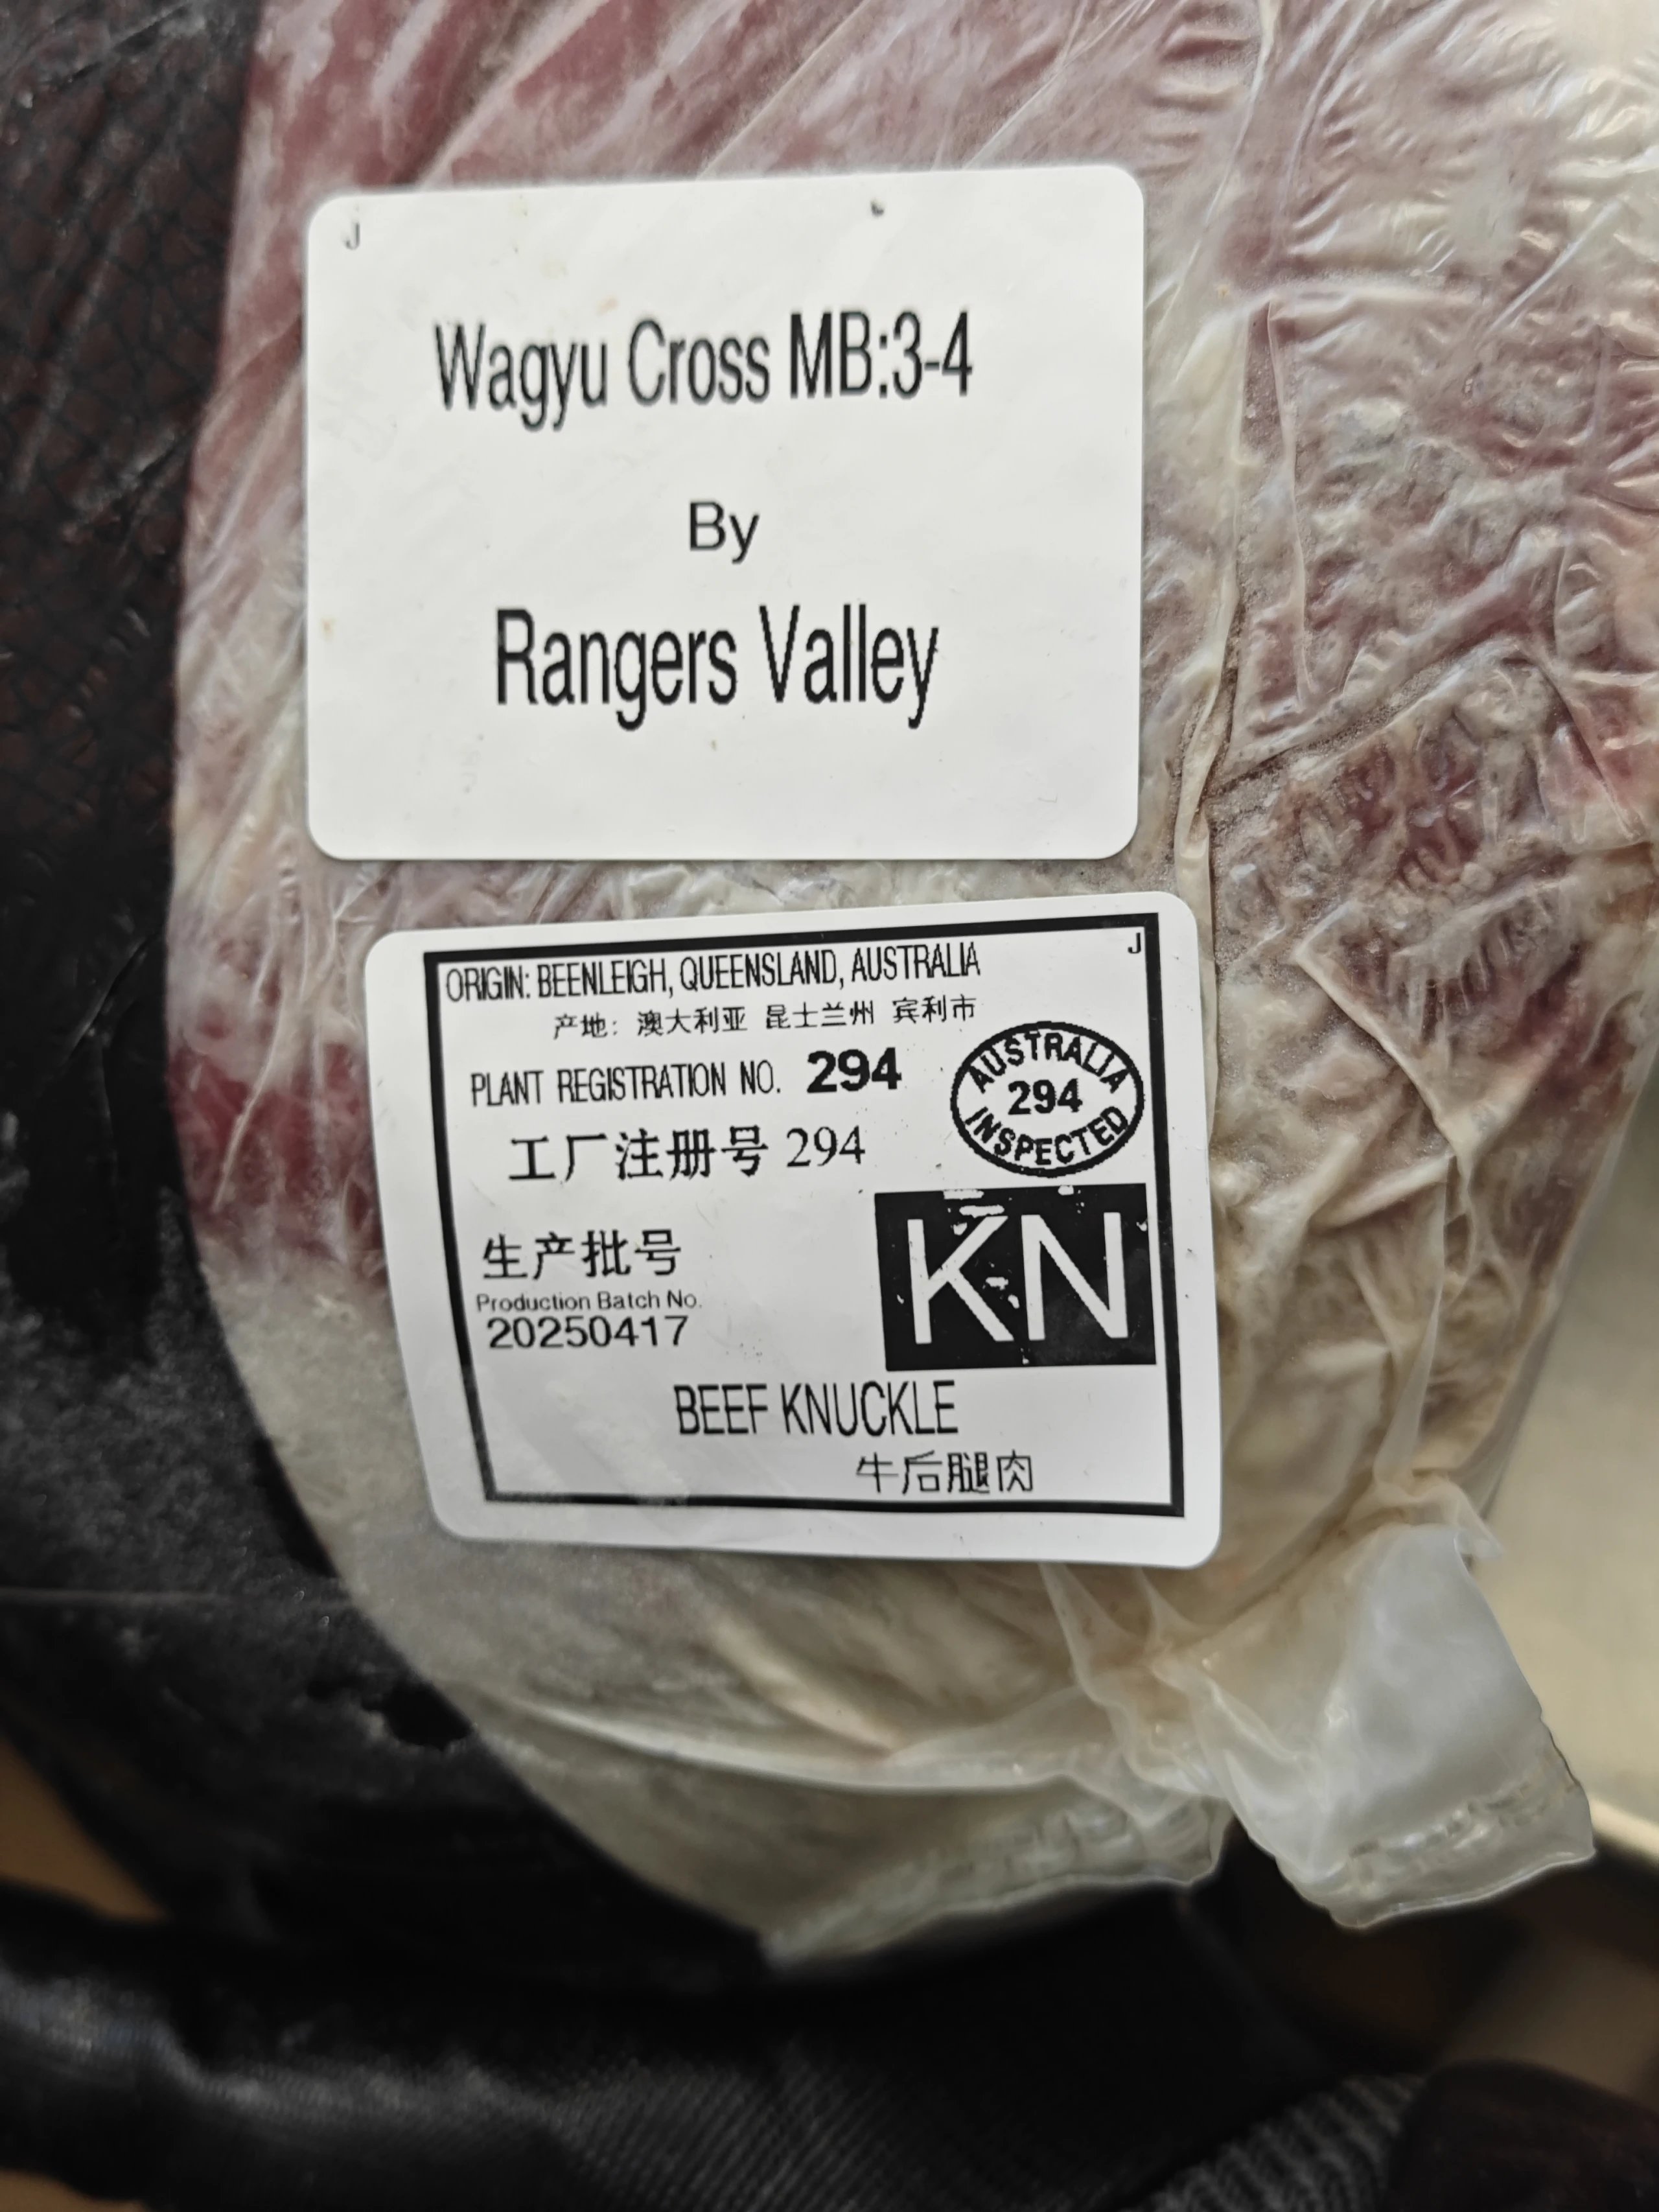 J
Wagyu Cross MB:3-4
By
Rangers Valley
J
ORIGIN: BEENLEIGH, QUEENSLAND, AUSTRALIA
产地: 澳大利亚 昆士兰州 宾利市
PLANT REGISTRATION NO. 294
工厂注册号 294
AUSTRALIA
294
INSPECTED
生产批号
Production Batch No.
20250417
KN
BEEF KNUCKLE
牛后腿肉